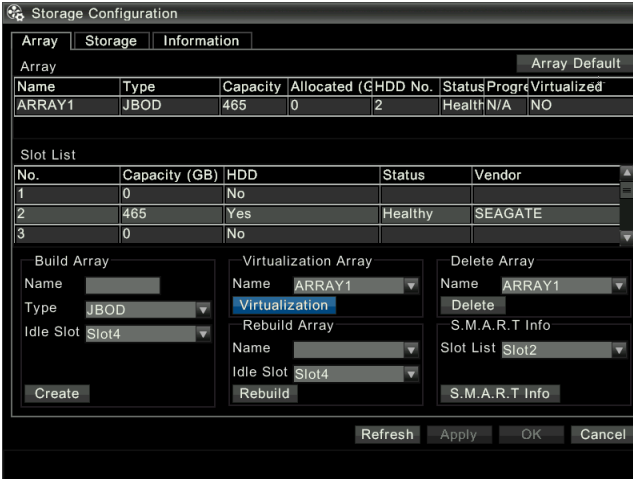 Storage Configuration
Array Storage Information
Array Array Default
Name Type Capacity Allocated (G HDD No. Status Progre Virtualized
ARRAY1 JBOD 465 0 2 Health N/A NO
Slot List
No. Capacity (GB) HDD Status Vendor
1 0 No
2 465 Yes Healthy SEAGATE
3 0 No
Build Array
Name
Type JBOD
Idle Slot Slot4
Create
Virtualization Array
Name ARRAY1
Virtualization
Rebuild Array
Name
Idle Slot Slot4
Rebuild
Delete Array
Name ARRAY1
Delete
S.M.A.R.T Info
Slot List Slot2
S.M.A.R.T Info
Refresh Apply OK Cancel